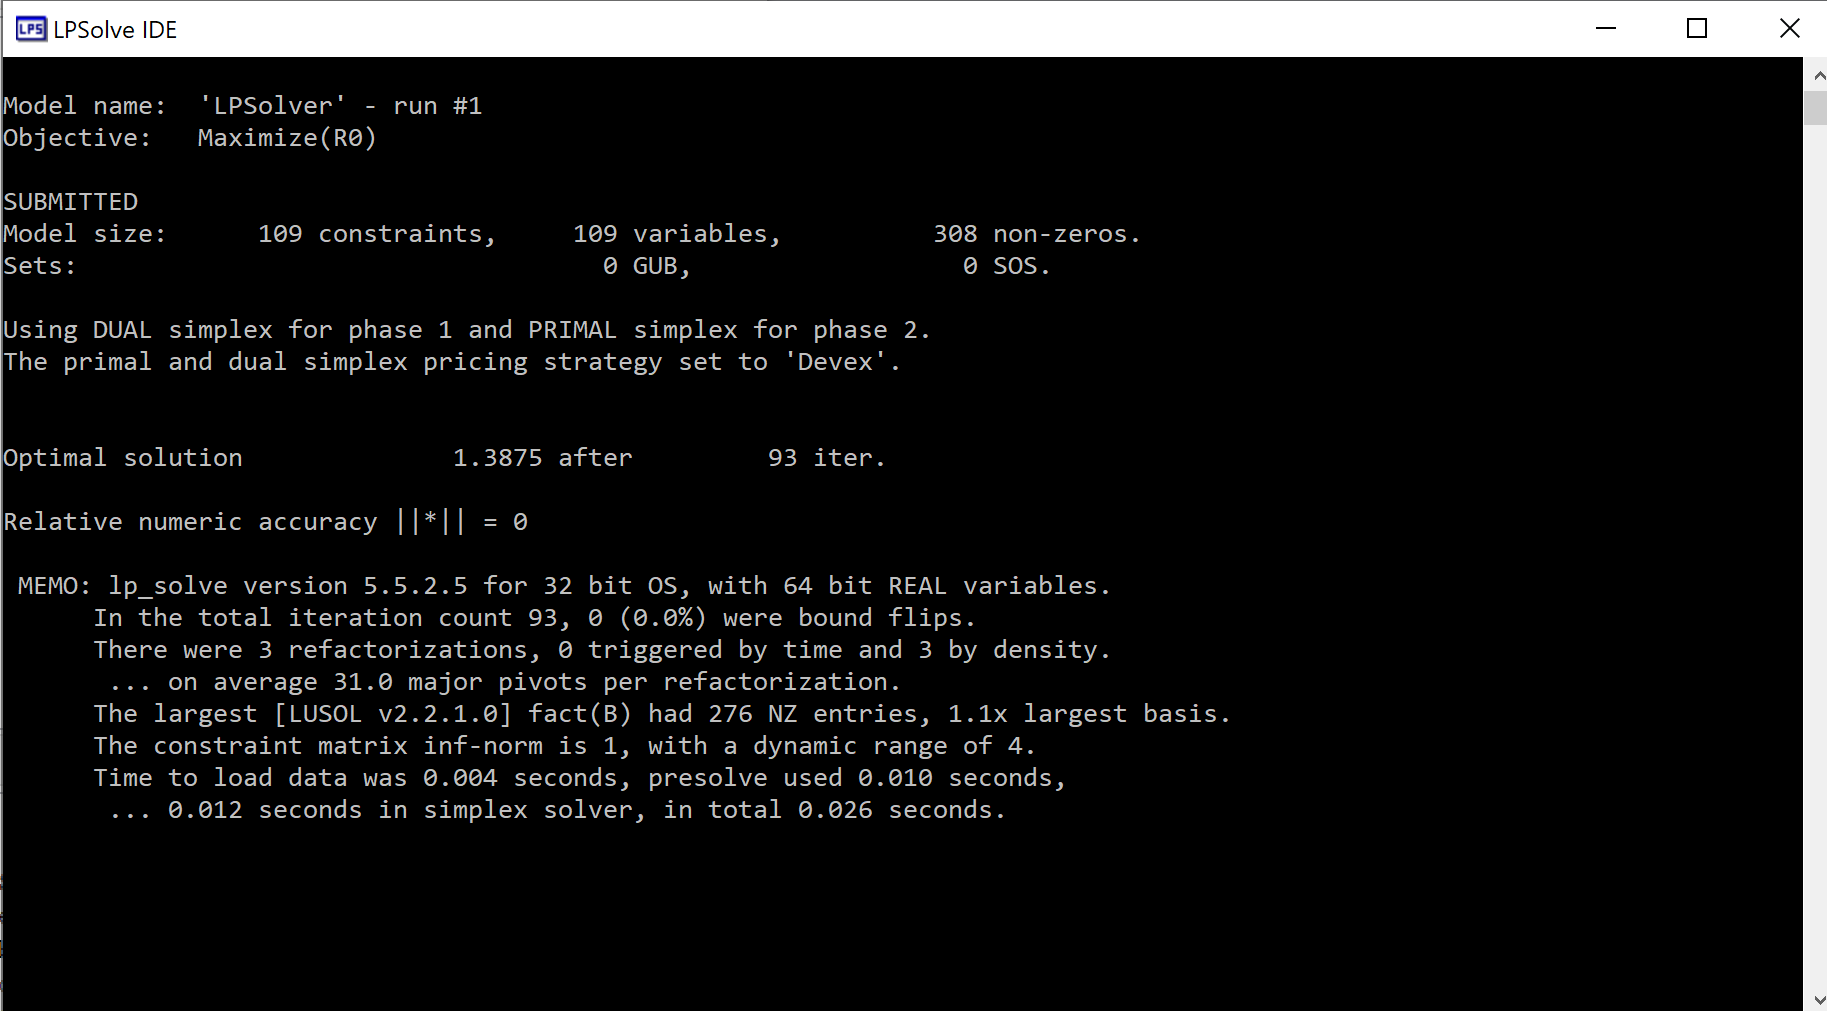 LPS LPSolve IDE
Model name:  'LPSolver' - run #1
Objective:   Maximize(R0)
SUBMITTED
Model size:      109 constraints,     109 variables,          308 non-zeros.
Sets:                                   0 GUB,                  0 SOS.
Using DUAL simplex for phase 1 and PRIMAL simplex for phase 2.
The primal and dual simplex pricing strategy set to 'Devex'.
Optimal solution              1.3875 after         93 iter.
Relative numeric accuracy ||*|| = 0
MEMO: lp_solve version 5.5.2.5 for 32 bit OS, with 64 bit REAL variables.
In the total iteration count 93, 0 (0.0%) were bound flips.
There were 3 refactorizations, 0 triggered by time and 3 by density.
... on average 31.0 major pivots per refactorization.
The largest [LUSOL v2.2.1.0] fact(B) had 276 NZ entries, 1.1x largest basis.
The constraint matrix inf-norm is 1, with a dynamic range of 4.
Time to load data was 0.004 seconds, presolve used 0.010 seconds,
... 0.012 seconds in simplex solver, in total 0.026 seconds.